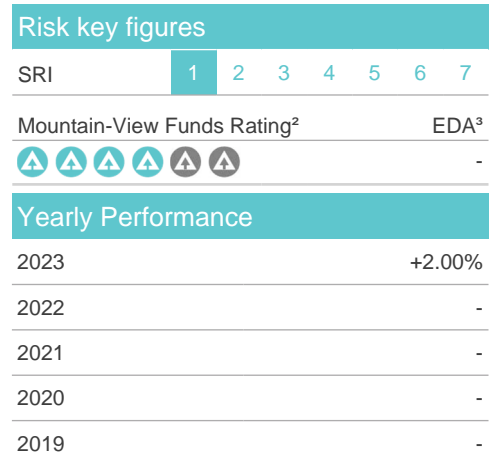 Risk key figures
SRI 1 2 3 4 5 6 7
Mountain-View Funds Rating² EDA³
-
Yearly Performance
2023 +2.00%
2022 -
2021 -
2020 -
2019 -